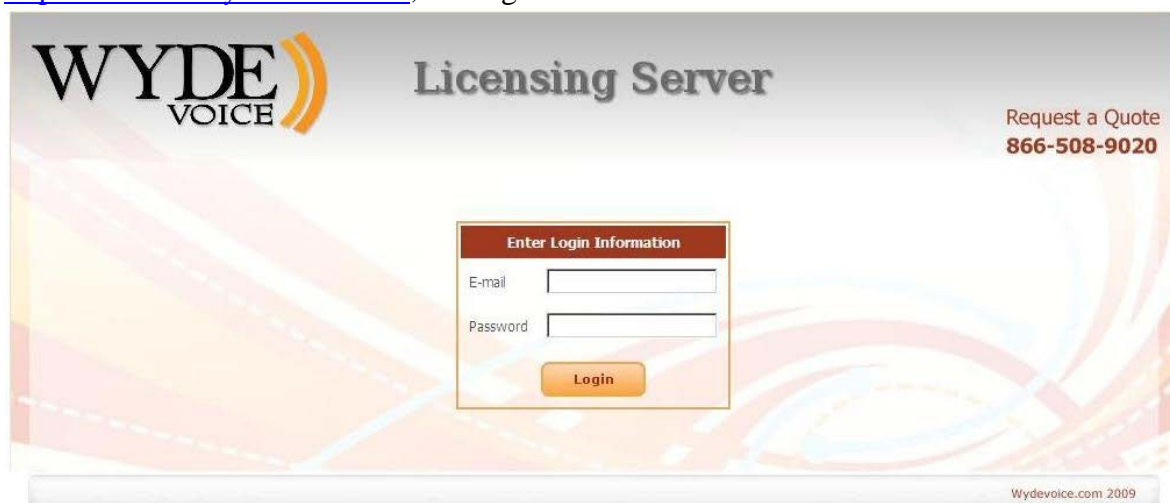 WYDE
VOICE
Licensing Server
Request a Quote
866-508-9020
Enter Login Information
E-mail
Password
Login
Wydevoice.com 2009